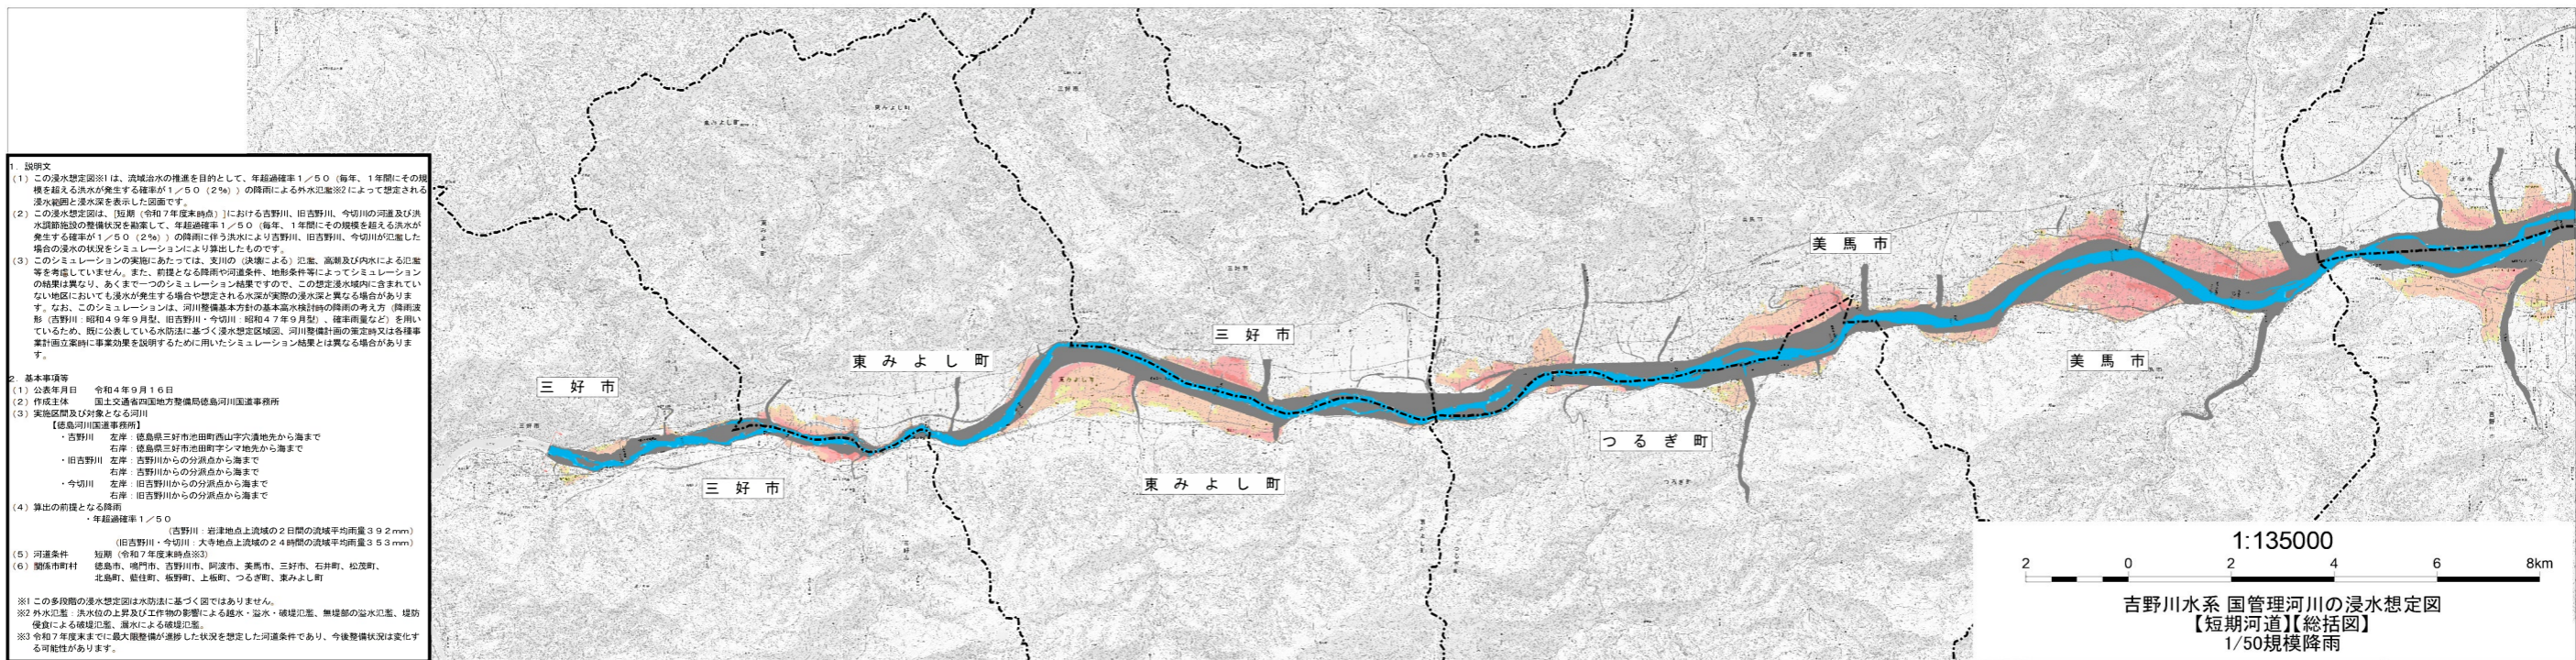 1. 説明文
(1) この浸水想定図※1は、流域治水の推進を目的として、年超過確率1/50（毎年、1年間にその規
模を超える洪水が発生する確率が1/50（2%））の降雨による外水氾濫※2によって想定される
浸水範囲と浸水深を表示した図面です。
(2) この浸水想定図は、[短期（令和7年度末時点）]における吉野川、旧吉野川、今切川の河道及び洪
水調節施設の整備状況を勘案して、年超過確率1/50（毎年、1年間にその規模を超える洪水が
発生する確率が1/50（2%））の降雨に伴う洪水により吉野川、旧吉野川、今切川が氾濫した
場合の浸水の状況をシミュレーションにより算出したものです。
(3) このシミュレーションの実施にあたっては、支川の（決壊による）氾濫、高潮及び内水による氾濫
等を考慮していません。また、前提となる降雨や河道条件、地形条件等によってシミュレーション
の結果は異なり、あくまで一つのシミュレーション結果ですので、この想定浸水域内に含まれてい
ない地区においても浸水が発生する場合や想定される水深が実際の浸水深と異なる場合がありま
す。なお、このシミュレーションは、河川整備基本方針の基本高水検討時の降雨の考え方（降雨波
形（吉野川：昭和49年9月型、旧吉野川・今切川：昭和47年9月型）、確率雨量など）を用い
ているため、既に公表している水防法に基づく浸水想定区域図、河川整備計画の策定時又は各種事
業計画立案時に事業効果を説明するために用いたシミュレーション結果とは異なる場合がありま
す。
2. 基本事項等
(1) 公表年月日 令和4年9月16日
(2) 作成主体 国土交通省四国地方整備局徳島河川国道事務所
(3) 実施区間及び対象となる河川
【徳島河川国道事務所】
・吉野川 左岸：徳島県三好市池田町西山字穴漬地先から海まで
右岸：徳島県三好市池田町字シマ地先から海まで
・旧吉野川 左岸：吉野川からの分派点から海まで
右岸：吉野川からの分派点から海まで
・今切川 左岸：旧吉野川からの分派点から海まで
右岸：旧吉野川からの分派点から海まで
(4) 算出の前提となる降雨
・年超過確率1/50
（吉野川：岩津地点上流域の2日間の流域平均雨量392mm）
（旧吉野川・今切川：大寺地点上流域の24時間の流域平均雨量353mm）
(5) 河道条件 短期（令和7年度末時点※3）
(6) 関係市町村 徳島市、鳴門市、吉野川市、阿波市、美馬市、三好市、石井町、松茂町、
北島町、藍住町、板野町、上板町、つるぎ町、東みよし町
※1 この多段階の浸水想定図は水防法に基づく図ではありません。
※2 外水氾濫：洪水位の上昇及び工作物の影響による越水・溢水・破堤氾濫、無堤部の溢水氾濫、堤防
侵食による破堤氾濫、漏水による破堤氾濫。
※3 令和7年度末までに最大限整備が進捗した状況を想定した河道条件であり、今後整備状況は変化す
る可能性があります。
美馬市
三好市
東みよし町
三好市
美馬市
つるぎ町
三好市
東みよし町
1:135000
2 0 2 4 6 8km
吉野川水系 国管理河川の浸水想定図
【短期河道】【総括図】
1/50規模降雨